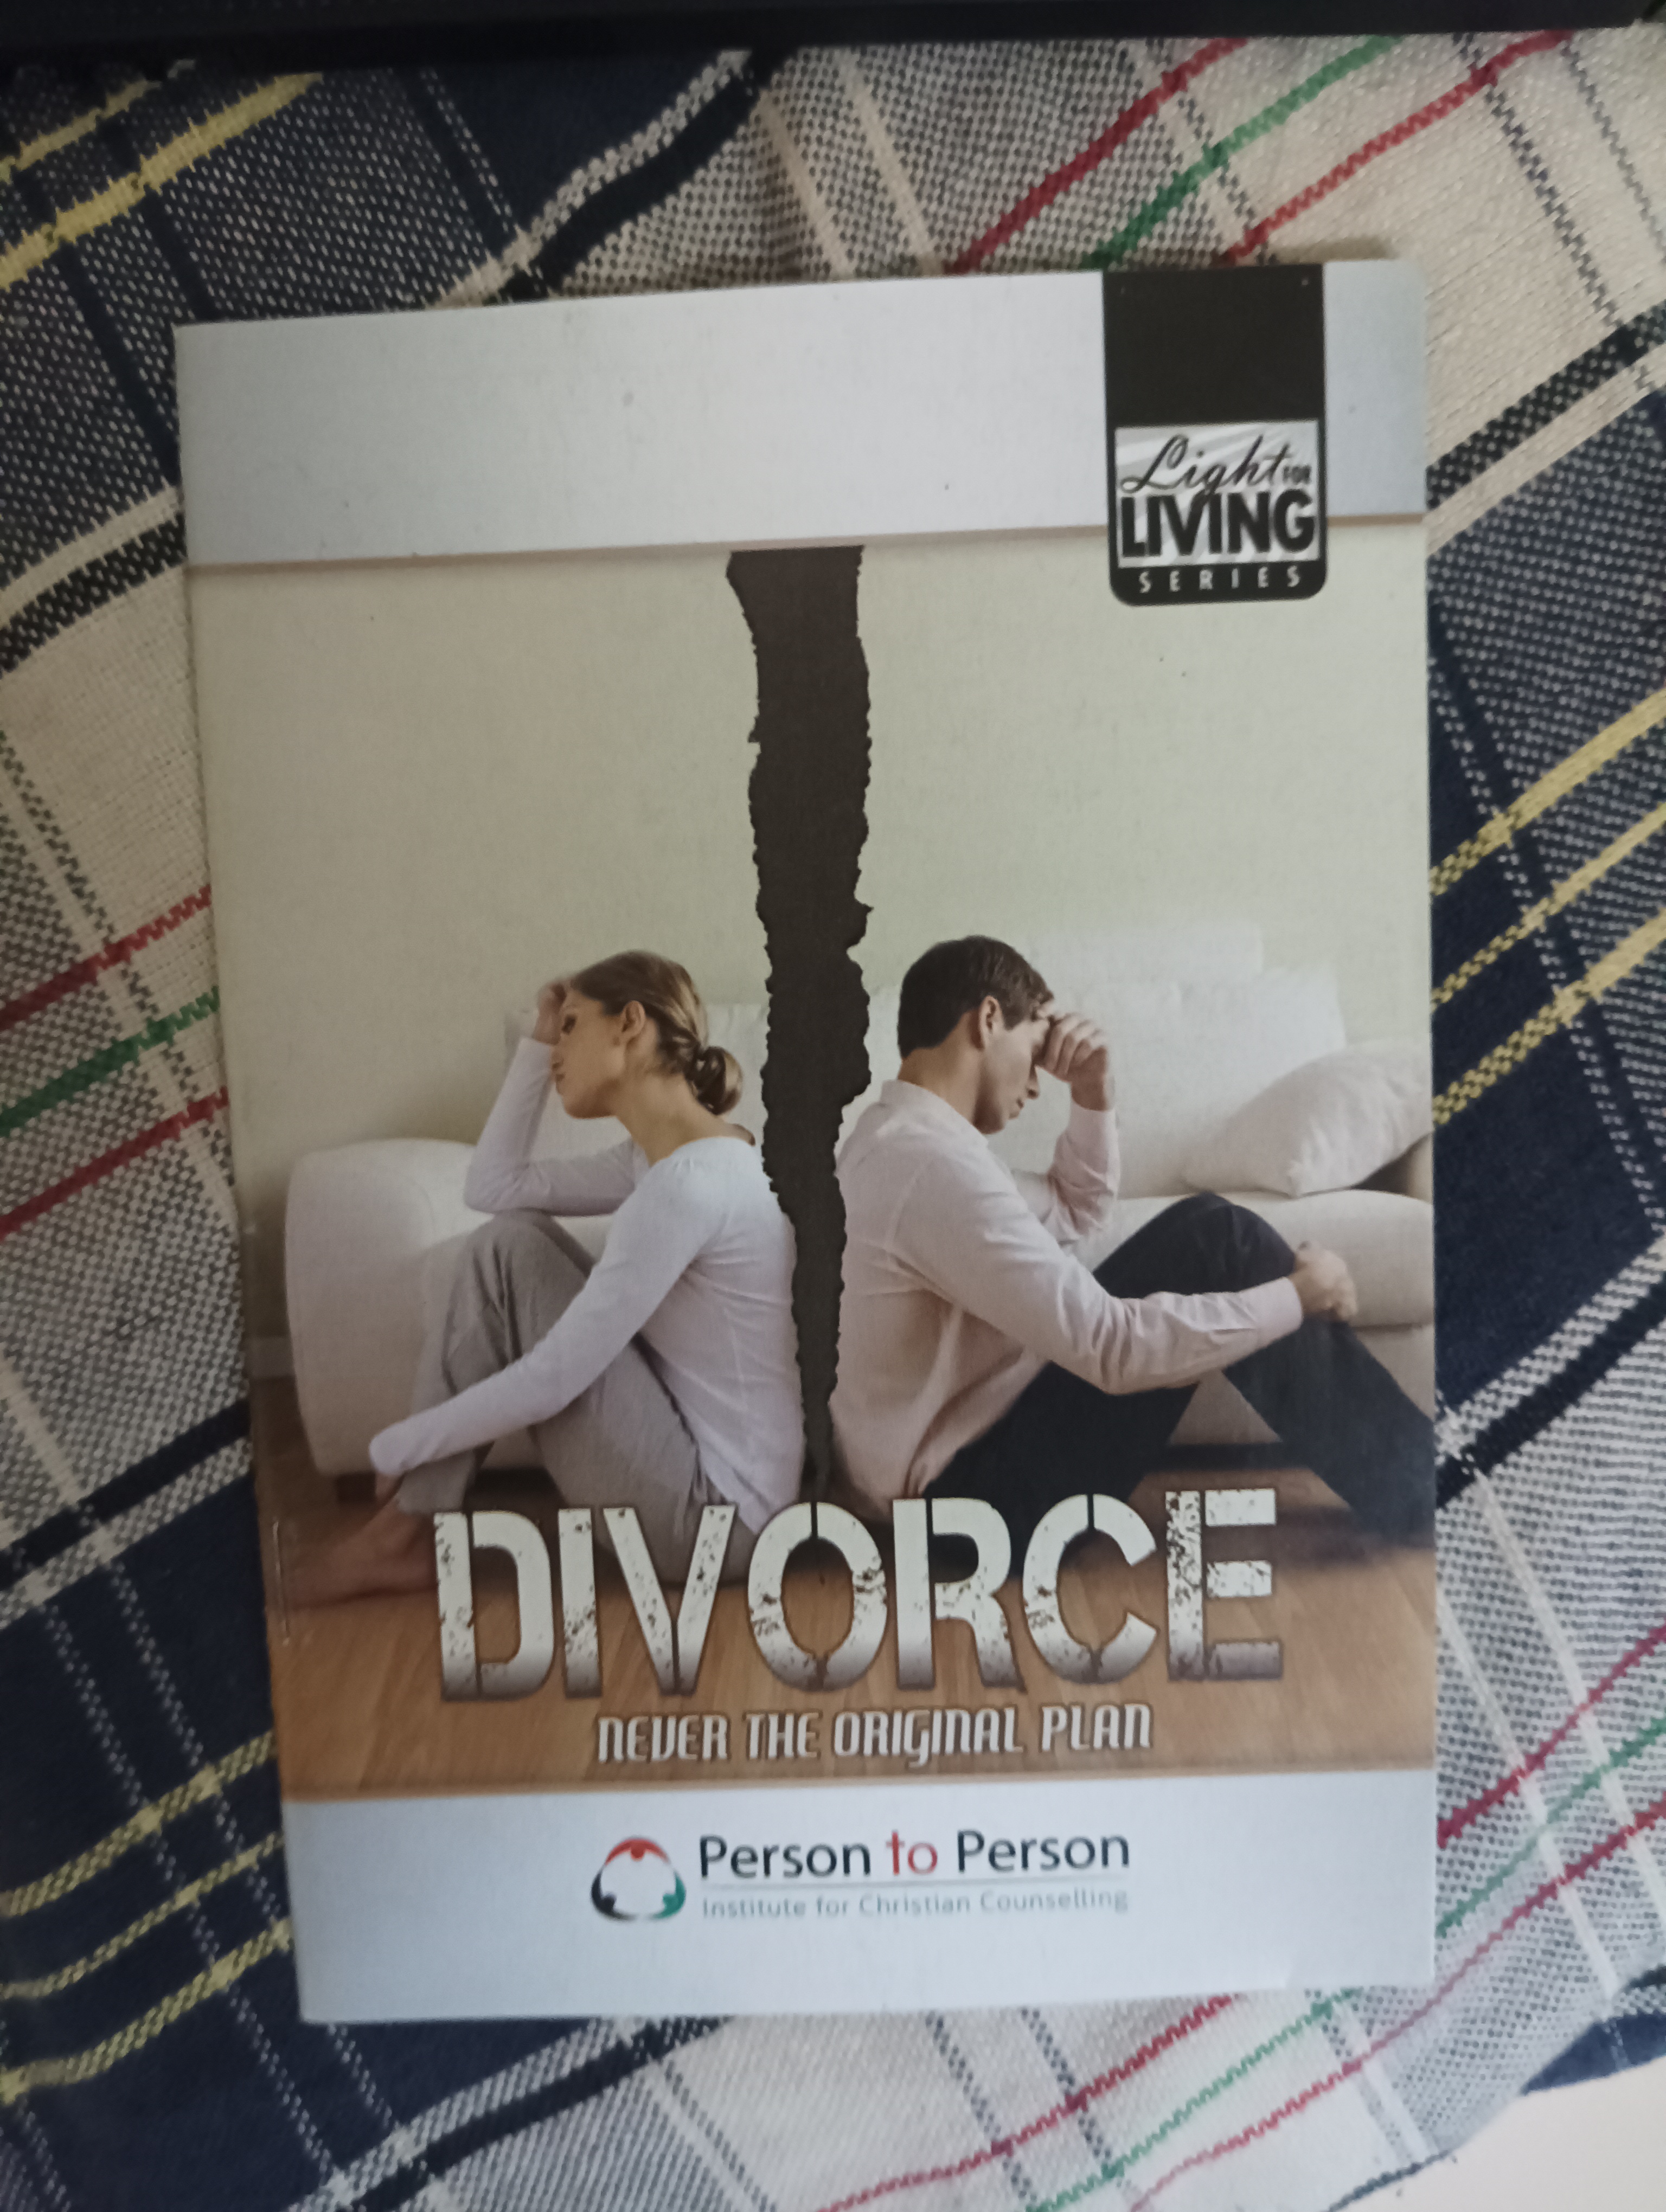 Light FOR
LIVING
SERIES
DIVORCE
NEVER THE ORIGINAL PLAN
Person to Person
Institute for Christian Counselling